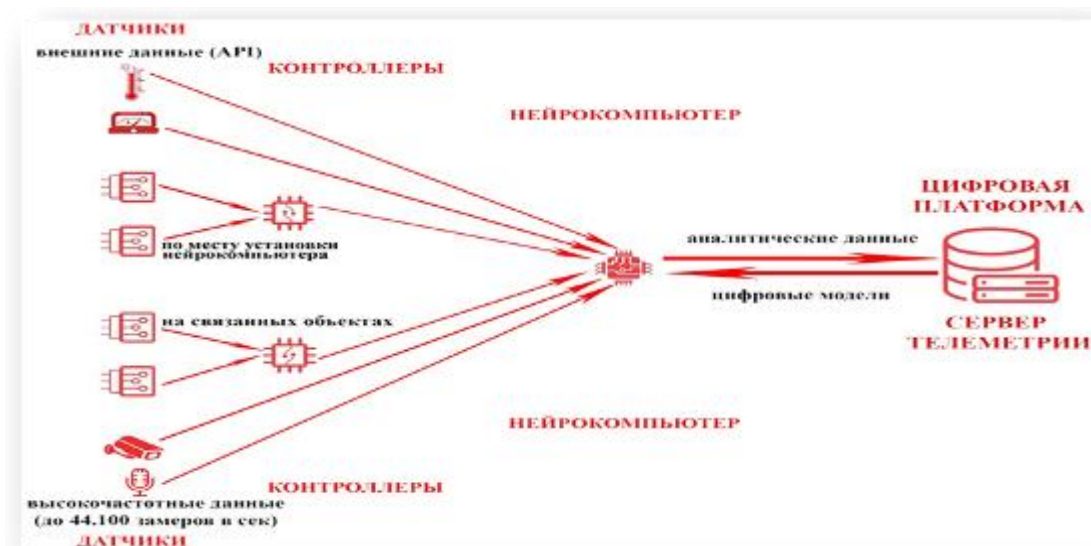 ДАТЧИКИ
внешние данные (API)
КОНТРОЛЛЕРЫ
НЕЙРОКОМПЬЮТЕР
ЦИФРОВАЯ
ПЛАТФОРМА
по месту установки
нейрокомпьютера
аналитические данные
цифровые модели
на связанных объектах
СЕРВЕР
ТЕЛЕМЕТРИИ
НЕЙРОКОМПЬЮТЕР
КОНТРОЛЛЕРЫ
высокочастотные данные
(до 44.100 замеров в сек)
ДАТЧИКИ